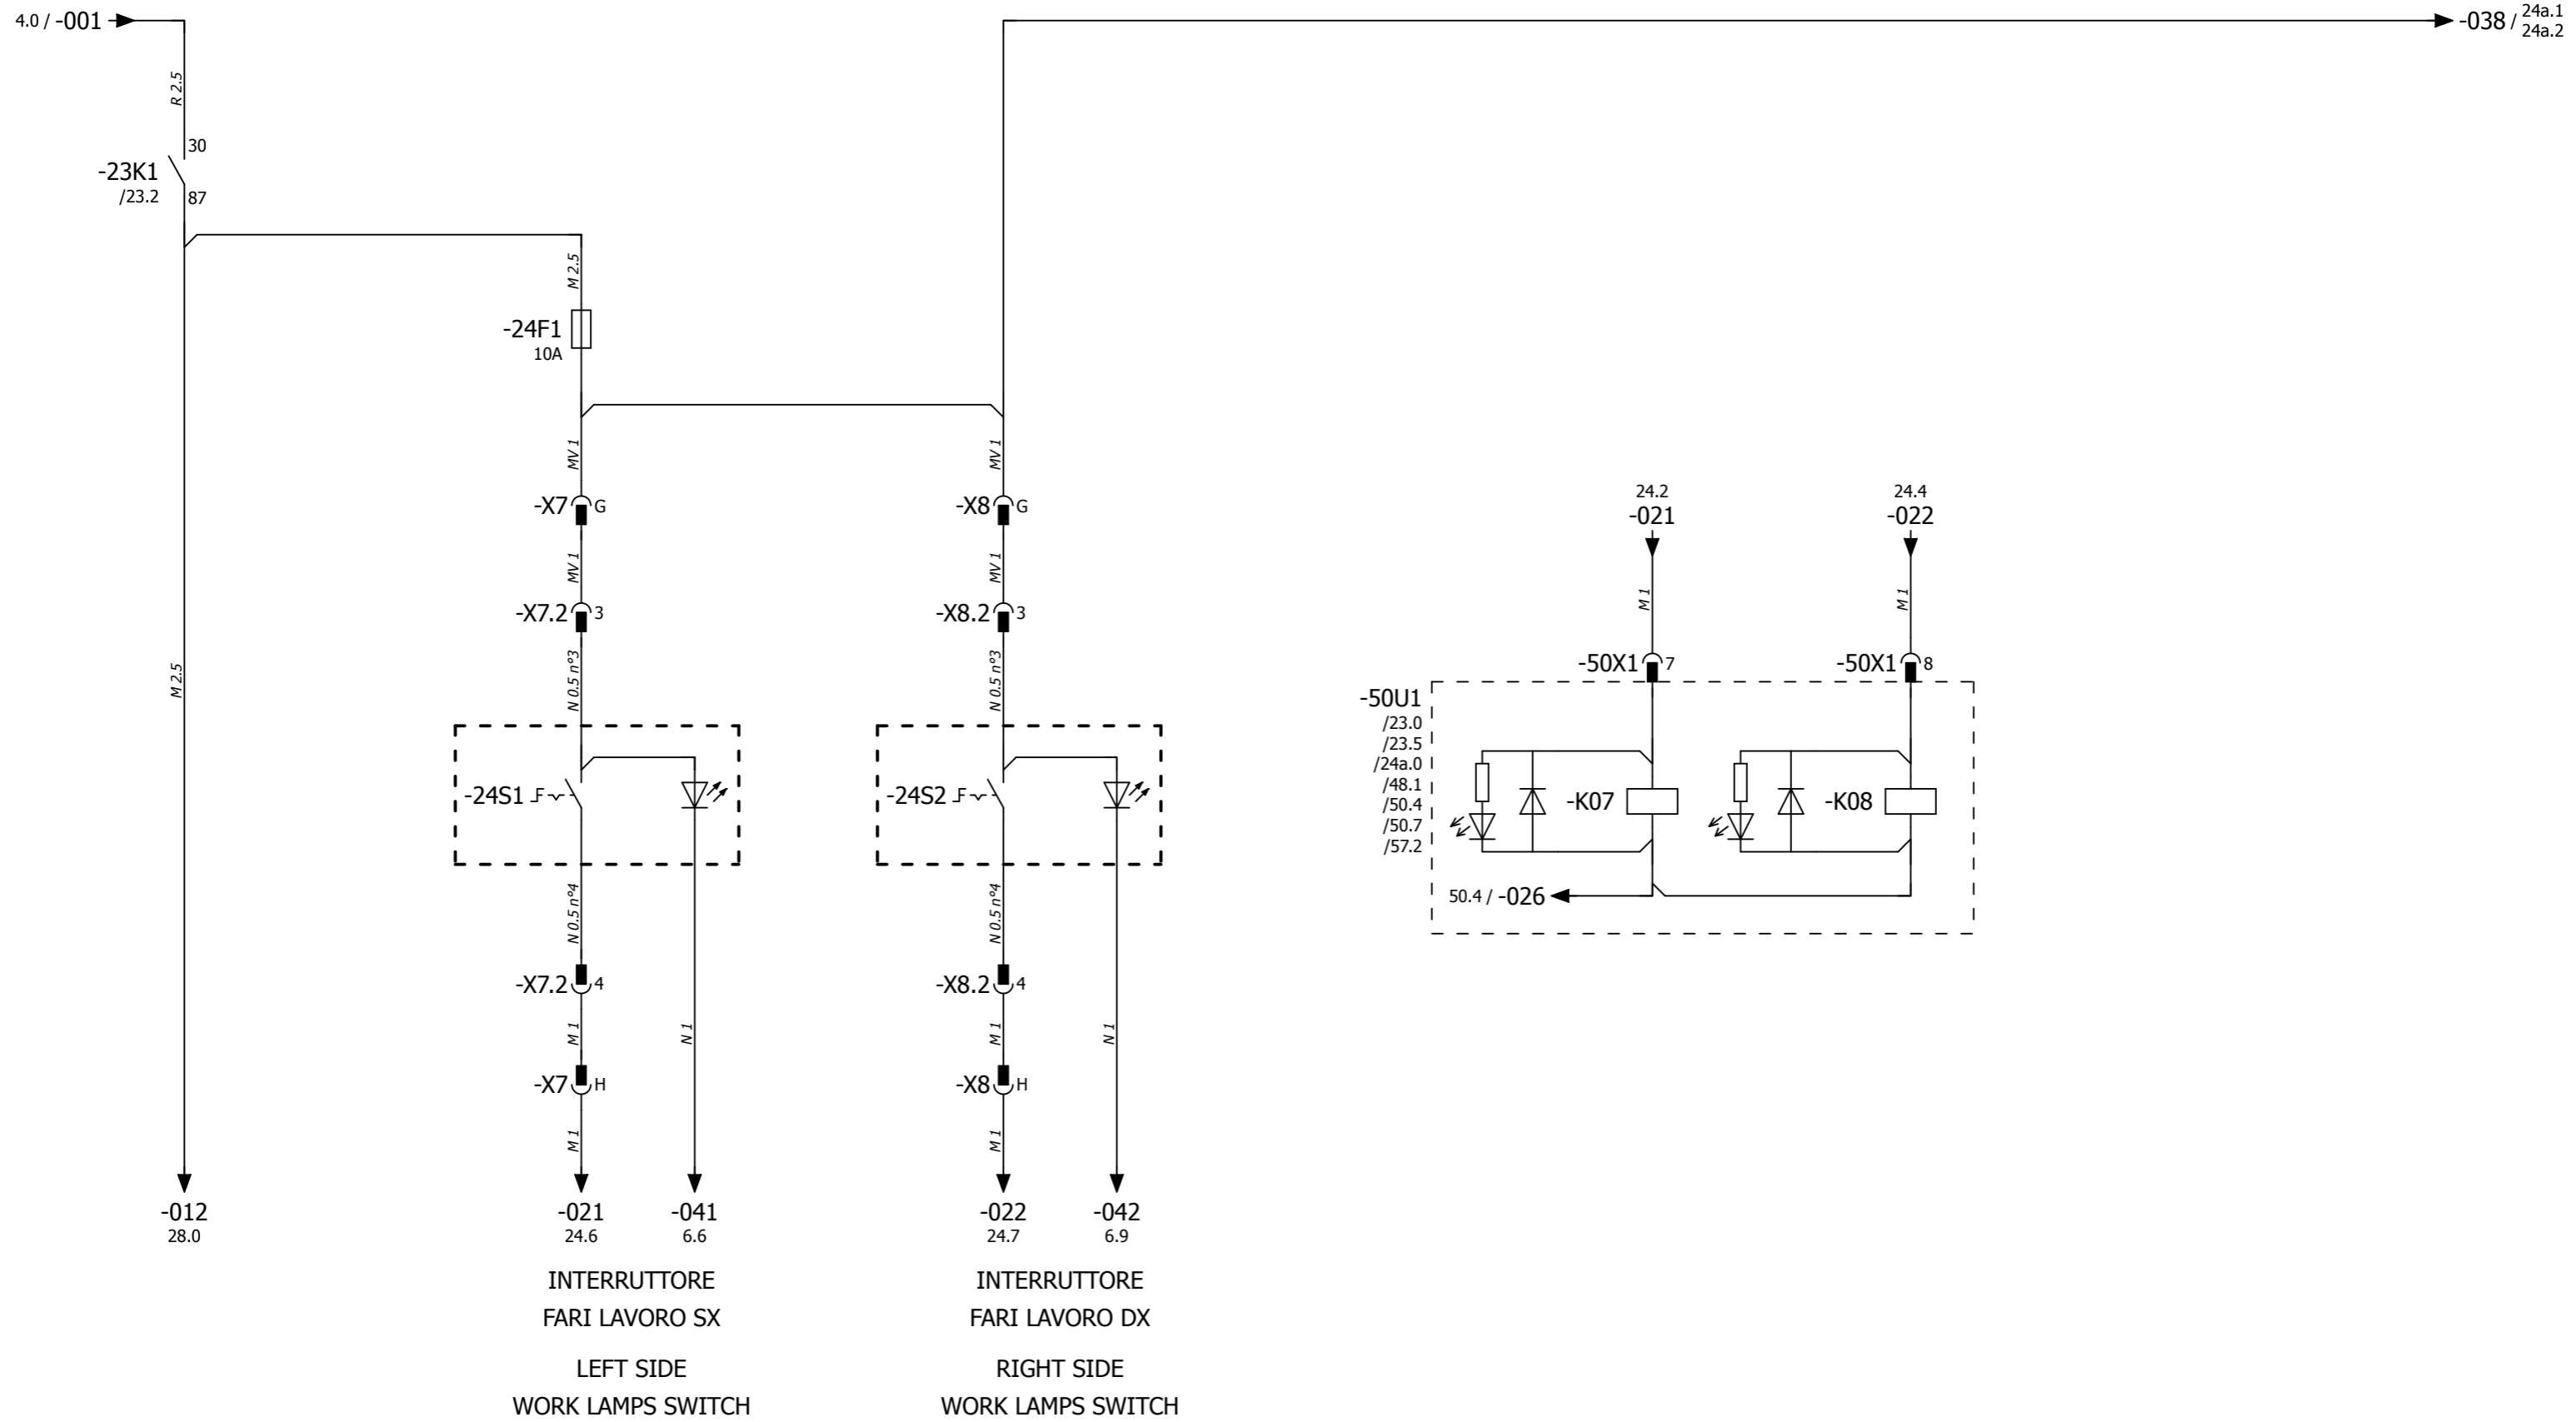 4.0 / -001
-038 / 24a.1
24a.2
R 2.5
30
-23K1
/23.2
87
M 2.5
-24F1
10A
MV 1
MV 1
-X7 G
-X8 G
24.2
24.4
-021
-022
MV 1
MV 1
M 1
M 1
-X7.2 3
-X8.2 3
M 2.5
N 0.5 n°3
N 0.5 n°3
-50X1 7
-50X1 8
-50U1
/23.0
/23.5
/24a.0
/48.1
/50.4
/50.7
/57.2
-24S1
-24S2
-K07
-K08
50.4 / -026
N 0.5 n°4
N 0.5 n°4
-X7.2 4
-X8.2 4
M 1
N 1
M 1
N 1
-X7 H
-X8 H
M 1
M 1
-012
28.0
-021
24.6
-041
6.6
-022
24.7
-042
6.9
INTERRUTTORE
FARI LAVORO SX
LEFT SIDE
WORK LAMPS SWITCH
INTERRUTTORE
FARI LAVORO DX
RIGHT SIDE
WORK LAMPS SWITCH